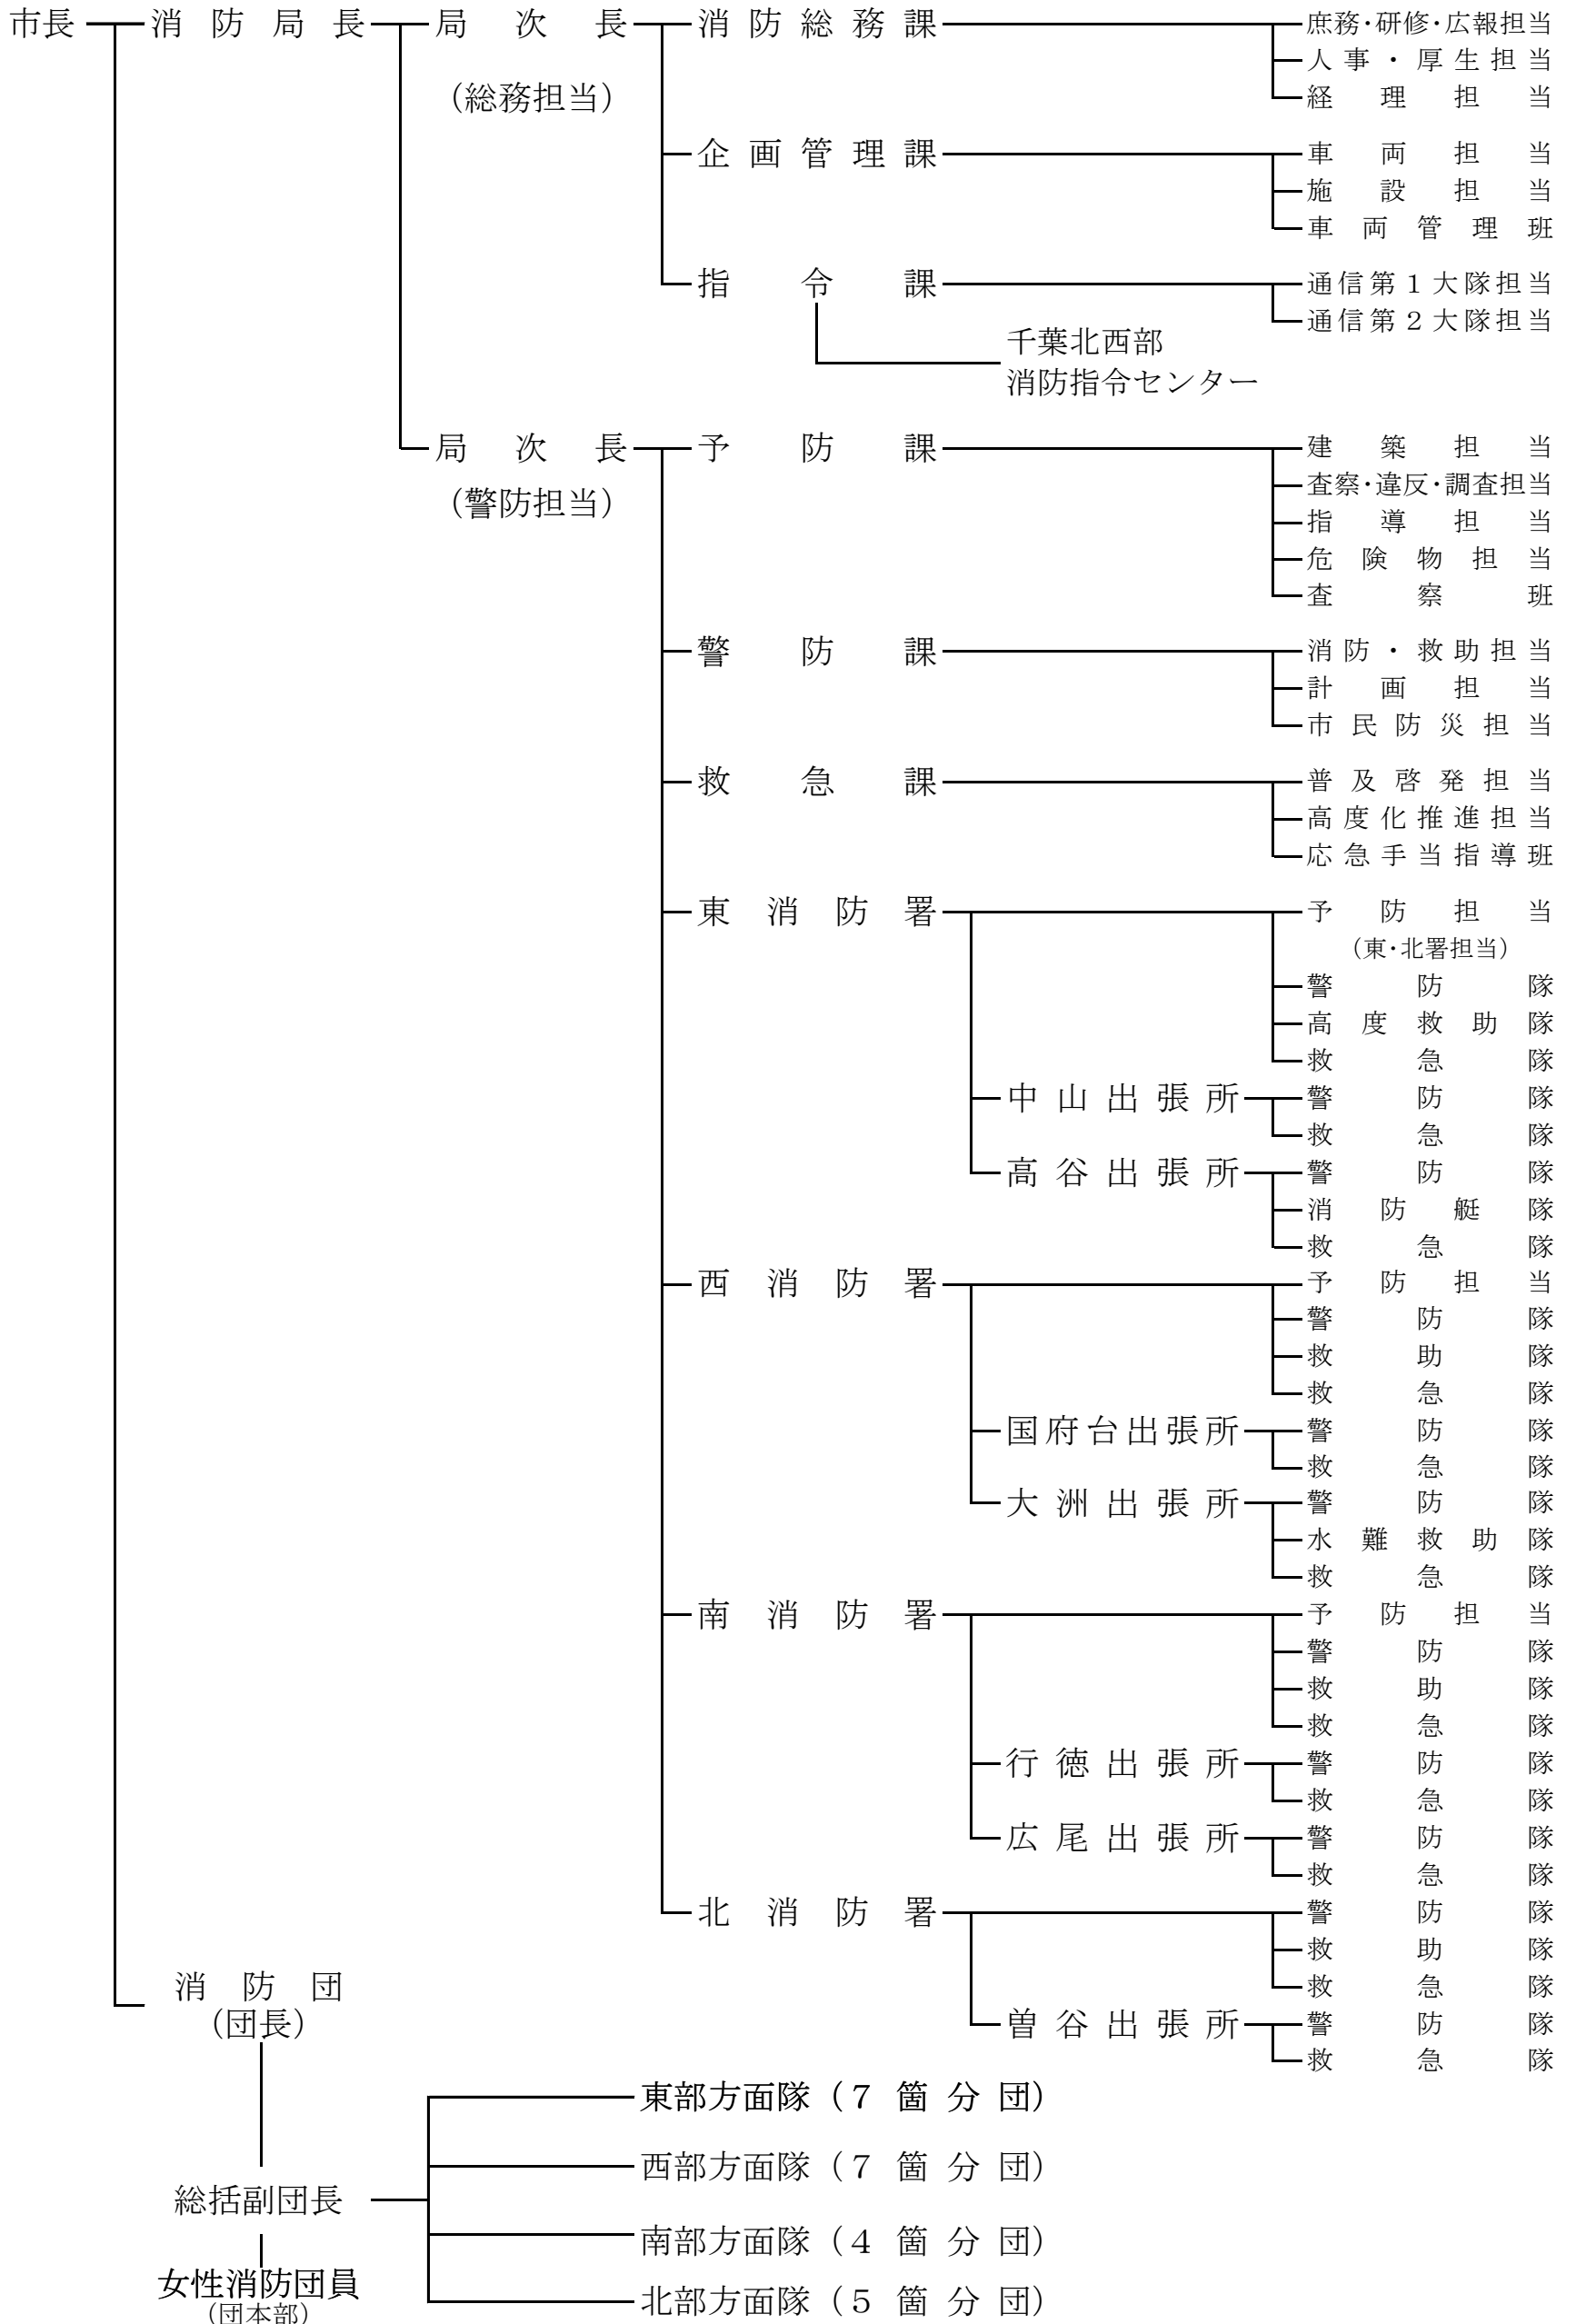 市長 消防局長 局次長 消防総務課 庶務・研修・広報担当
人事・厚生担当
(総務担当) 経理担当
企画管理課 車両担当
施設担当
車両管理班
指令課 通信第1大隊担当
通信第2大隊担当
千葉北西部
消防指令センター
局次長 予防課 建築担当
(警防担当) 査察・違反・調査担当
指導担当
危険物担当
査察班
警防課 消防・救助担当
計画担当
市民防災担当
救急課 普及啓発担当
高度化推進担当
応急手当指導班
東消防署 予防担当
(東・北署担当)
警防隊
高度救助隊
救急隊
中山出張所 警防隊
救急隊
高谷出張所 警防隊
消防艇隊
救急隊
西消防署 予防担当
警防隊
救助隊
救急隊
国府台出張所 警防隊
救急隊
大洲出張所 警防隊
水難救助隊
救急隊
南消防署 予防担当
警防隊
救助隊
救急隊
行徳出張所 警防隊
救急隊
広尾出張所 警防隊
救急隊
北消防署 警防隊
救助隊
救急隊
曽谷出張所 警防隊
救急隊
消防団
(団長)
東部方面隊(7箇分団)
西部方面隊(7箇分団)
総括副団長
南部方面隊(4箇分団)
女性消防団員
(団本部)
北部方面隊(5箇分団)